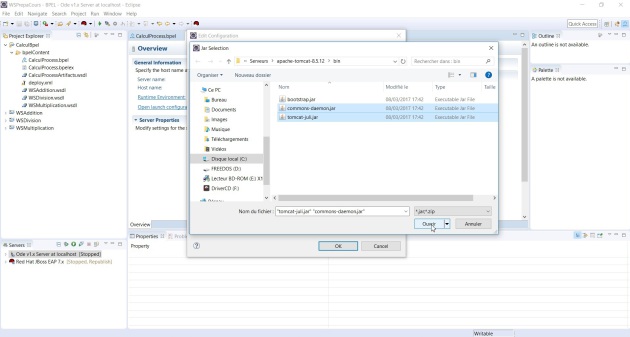 WSPrepaCours - BPEL - Ode v1.x Server at localhost - Eclipse
File Edit Navigate Search Project Run Window Help
Quick Access
Project Explorer
CalculBpel
bpelContent
CalculProcess.bpel
CalculProcess.bpelex
CalculProcessArtifacts.wsdl
deploy.xml
WSAddition.wsdl
WSDivision.wsdl
WSMultiplication.wsdl
WSAddition
WSDivision
WSMultiplication
CalculProcess.bpel
Overview
General Information
Specify the host name a
Server name:
Host name:
Runtime Environment:
Open launch configura
Server Properties
Modify settings for the s
Overview
Edit Configuration
Jar Selection
Serveurs > apache-tomcat-8.5.12 > bin
Rechercher dans : bin
Organiser
Nouveau dossier
Ce PC
Bureau
Documents
Images
Musique
Téléchargements
Vidéos
Disque local (C:)
FREEDOS (D:)
Lecteur BD-ROM (E:) X1
DriverCD (F:)
Réseau
Nom Modifié le Type Taille
bootstrap.jar 08/03/2017 17:42 Executable Jar File
commons-daemon.jar 08/03/2017 17:42 Executable Jar File
tomcat-juli.jar 08/03/2017 17:42 Executable Jar File
Nom du fichier : "tomcat-juli.jar" "commons-daemon.jar" *.jar;*.zip
Ouvrir Annuler
OK Cancel
Outline
An outline is not available.
Palette
A palette is not available.
Servers
Ode v1.x Server at localhost [Stopped]
Red Hat JBoss EAP 7.x [Stopped, Republish]
Properties
Property
Writable